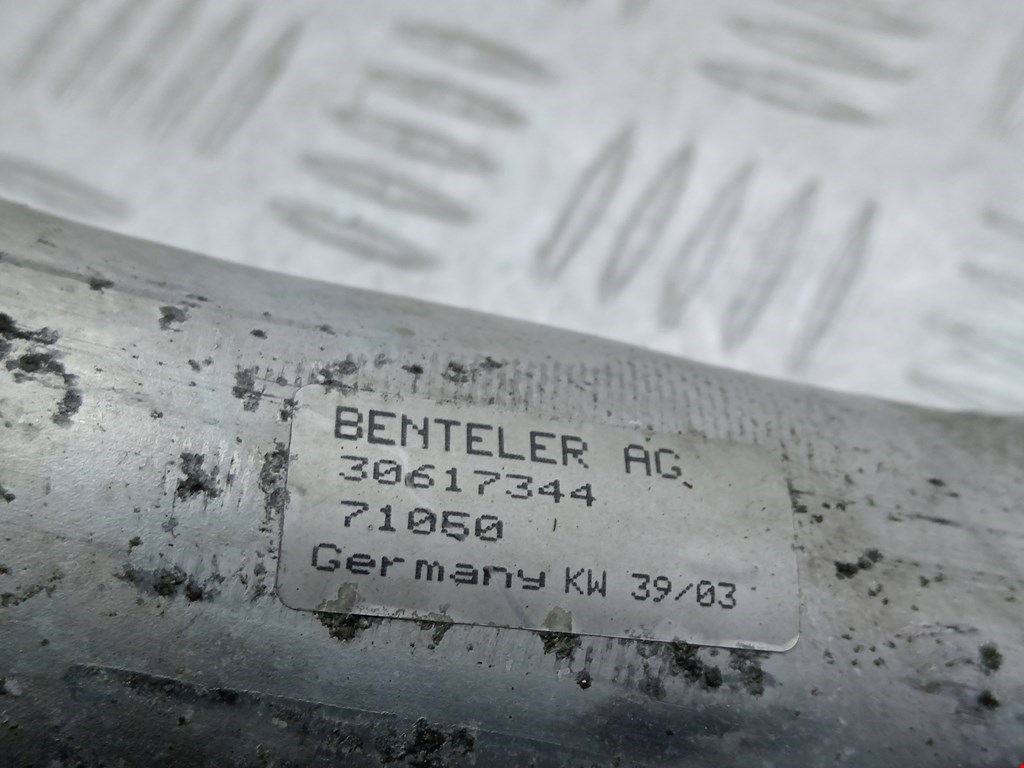 BENTELER AG
30617344
71050
Germany KW 39/03